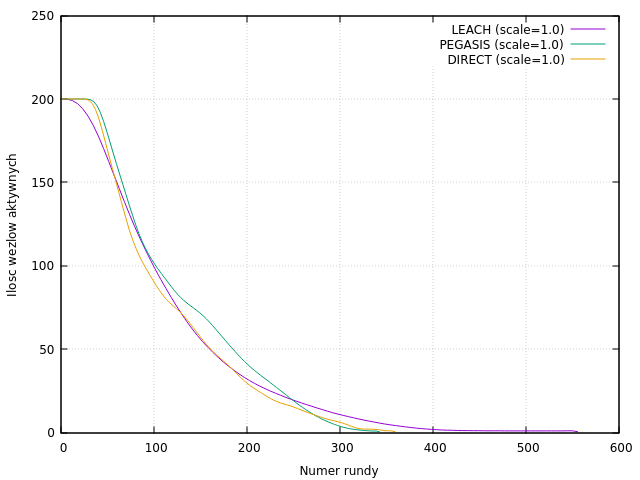 250
200
150
100
50
0
0 100 200 300 400 500 600
Ilosc wezlow aktywnych
Numer rundy
LEACH (scale=1.0)
PEGASIS (scale=1.0)
DIRECT (scale=1.0)